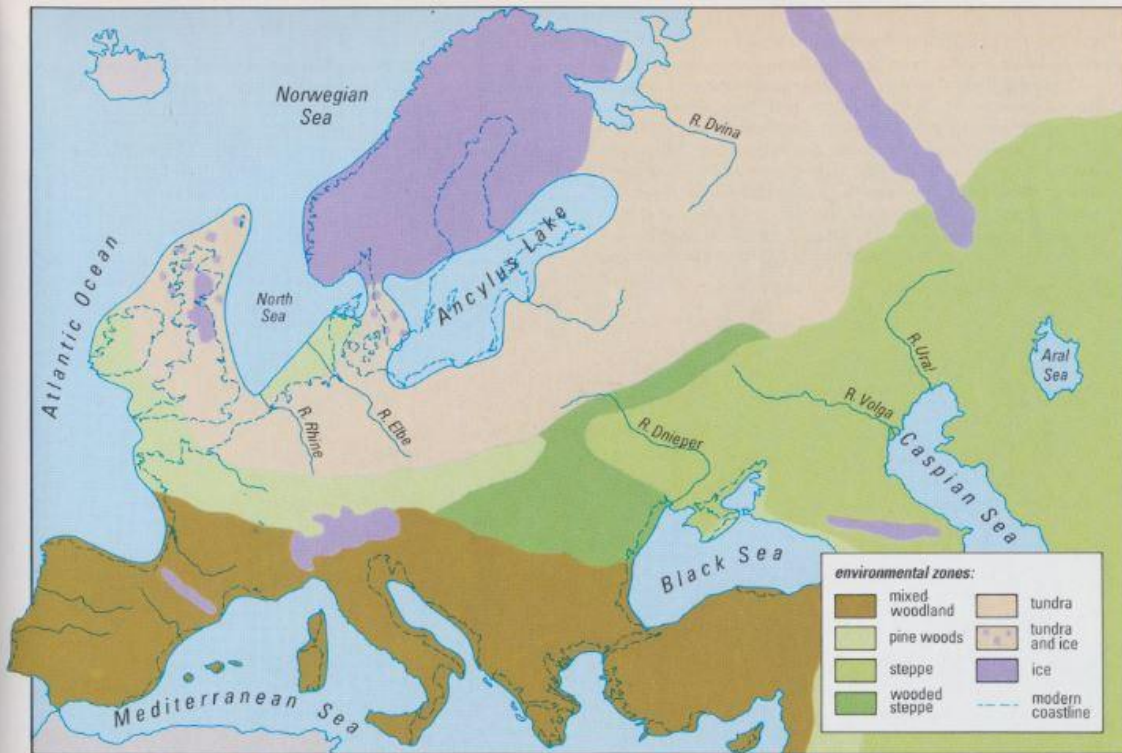 Norwegian
Sea
R. Dvina
Atlantic Ocean
North
Sea
Ancylus Lake
R. Rhine
R. Elbe
R. Dnieper
R. Volga
R. Ural
Aral
Sea
Caspian Sea
Black Sea
Mediterranean Sea
environmental zones:
mixed
woodland
pine woods
steppe
wooded
steppe
tundra
tundra
and ice
ice
modern
coastline